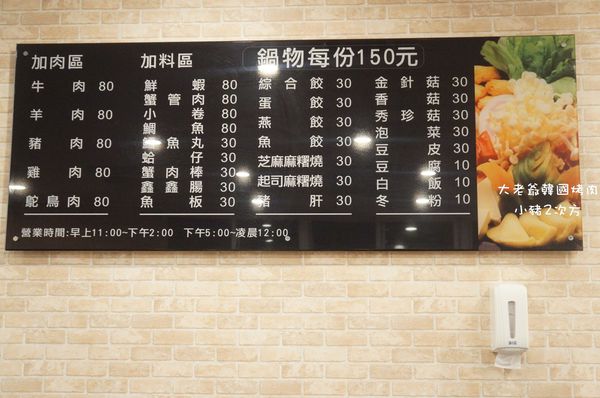 加肉區
牛肉 80
羊肉 80
豬肉 80
雞肉 80
鴕鳥肉 80
加料區
鮮蝦 80
蟹管肉 80
小卷 80
鯛魚 80
魚丸 30
蛤仔 30
蟹肉棒 30
鑫鑫腸 30
魚板 30
鍋物每份150元
綜合餃 30
蛋餃 30
燕餃 30
魚餃 30
芝麻麻糬燒 30
起司麻糬燒 30
豬肝 30
金針菇 30
香菇 30
秀珍菇 30
泡菜 30
豆皮 30
豆腐 10
白飯 10
冬粉 10
營業時間:早上11:00~下午2:00 下午5:00~凌晨12:00
大老爺韓國烤肉
小豬2次方